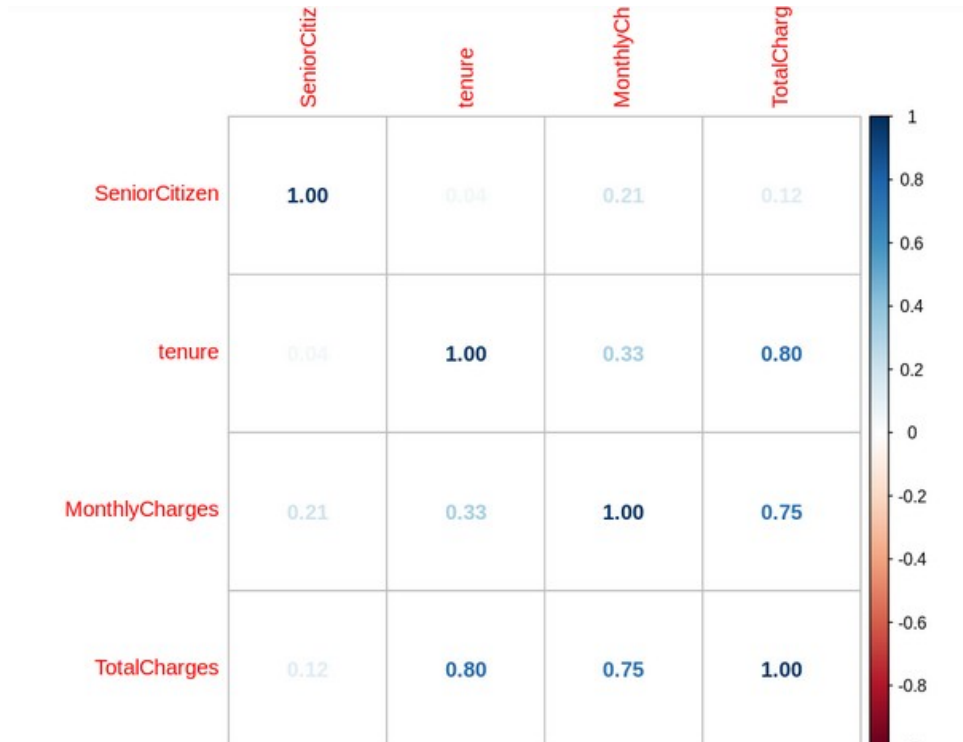 SeniorCitiz tenure MonthlyCh TotalCharg
1
SeniorCitizen 1.00 0.04 0.21 0.12
0.8
0.6
0.4
tenure 0.04 1.00 0.33 0.80
0.2
0
-0.2
MonthlyCharges 0.21 0.33 1.00 0.75
-0.4
-0.6
TotalCharges 0.12 0.80 0.75 1.00
-0.8